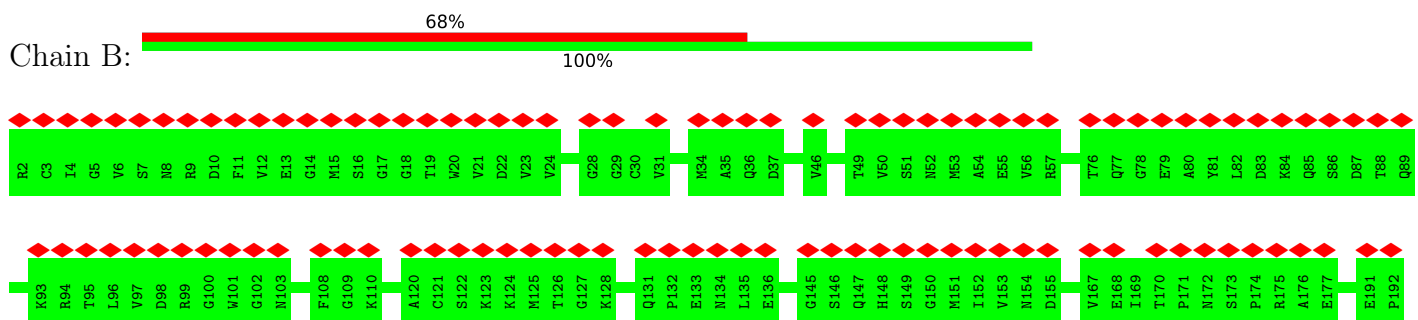 68%
Chain B:
100%
R2 C3 I4 G5 V6 S7 N8 R9 D10 F11 V12 E13 G14 M15 S16 G17 G18 T19 W20 V21 D22 V23 V24 G28 G29 C30 V31 M34 A35 Q36 D37 V46 T49 V50 S51 N52 M53 A54 E55 V56 R57 T76 Q77 G78 E79 A80 Y81 L82 D83 K84 Q85 S86 D87 T88 Q89
K93 R94 T95 L96 V97 D98 R99 G100 W101 G102 N103 F108 G109 K110 A120 C121 S122 K123 K124 M125 T126 G127 K128 Q131 P132 E133 N134 L135 E136 G145 S146 Q147 H148 S149 G150 M151 I152 V153 N154 D155 V167 E168 I169 T170 P171 N172 S173 P174 R175 A176 E177 E191 P192